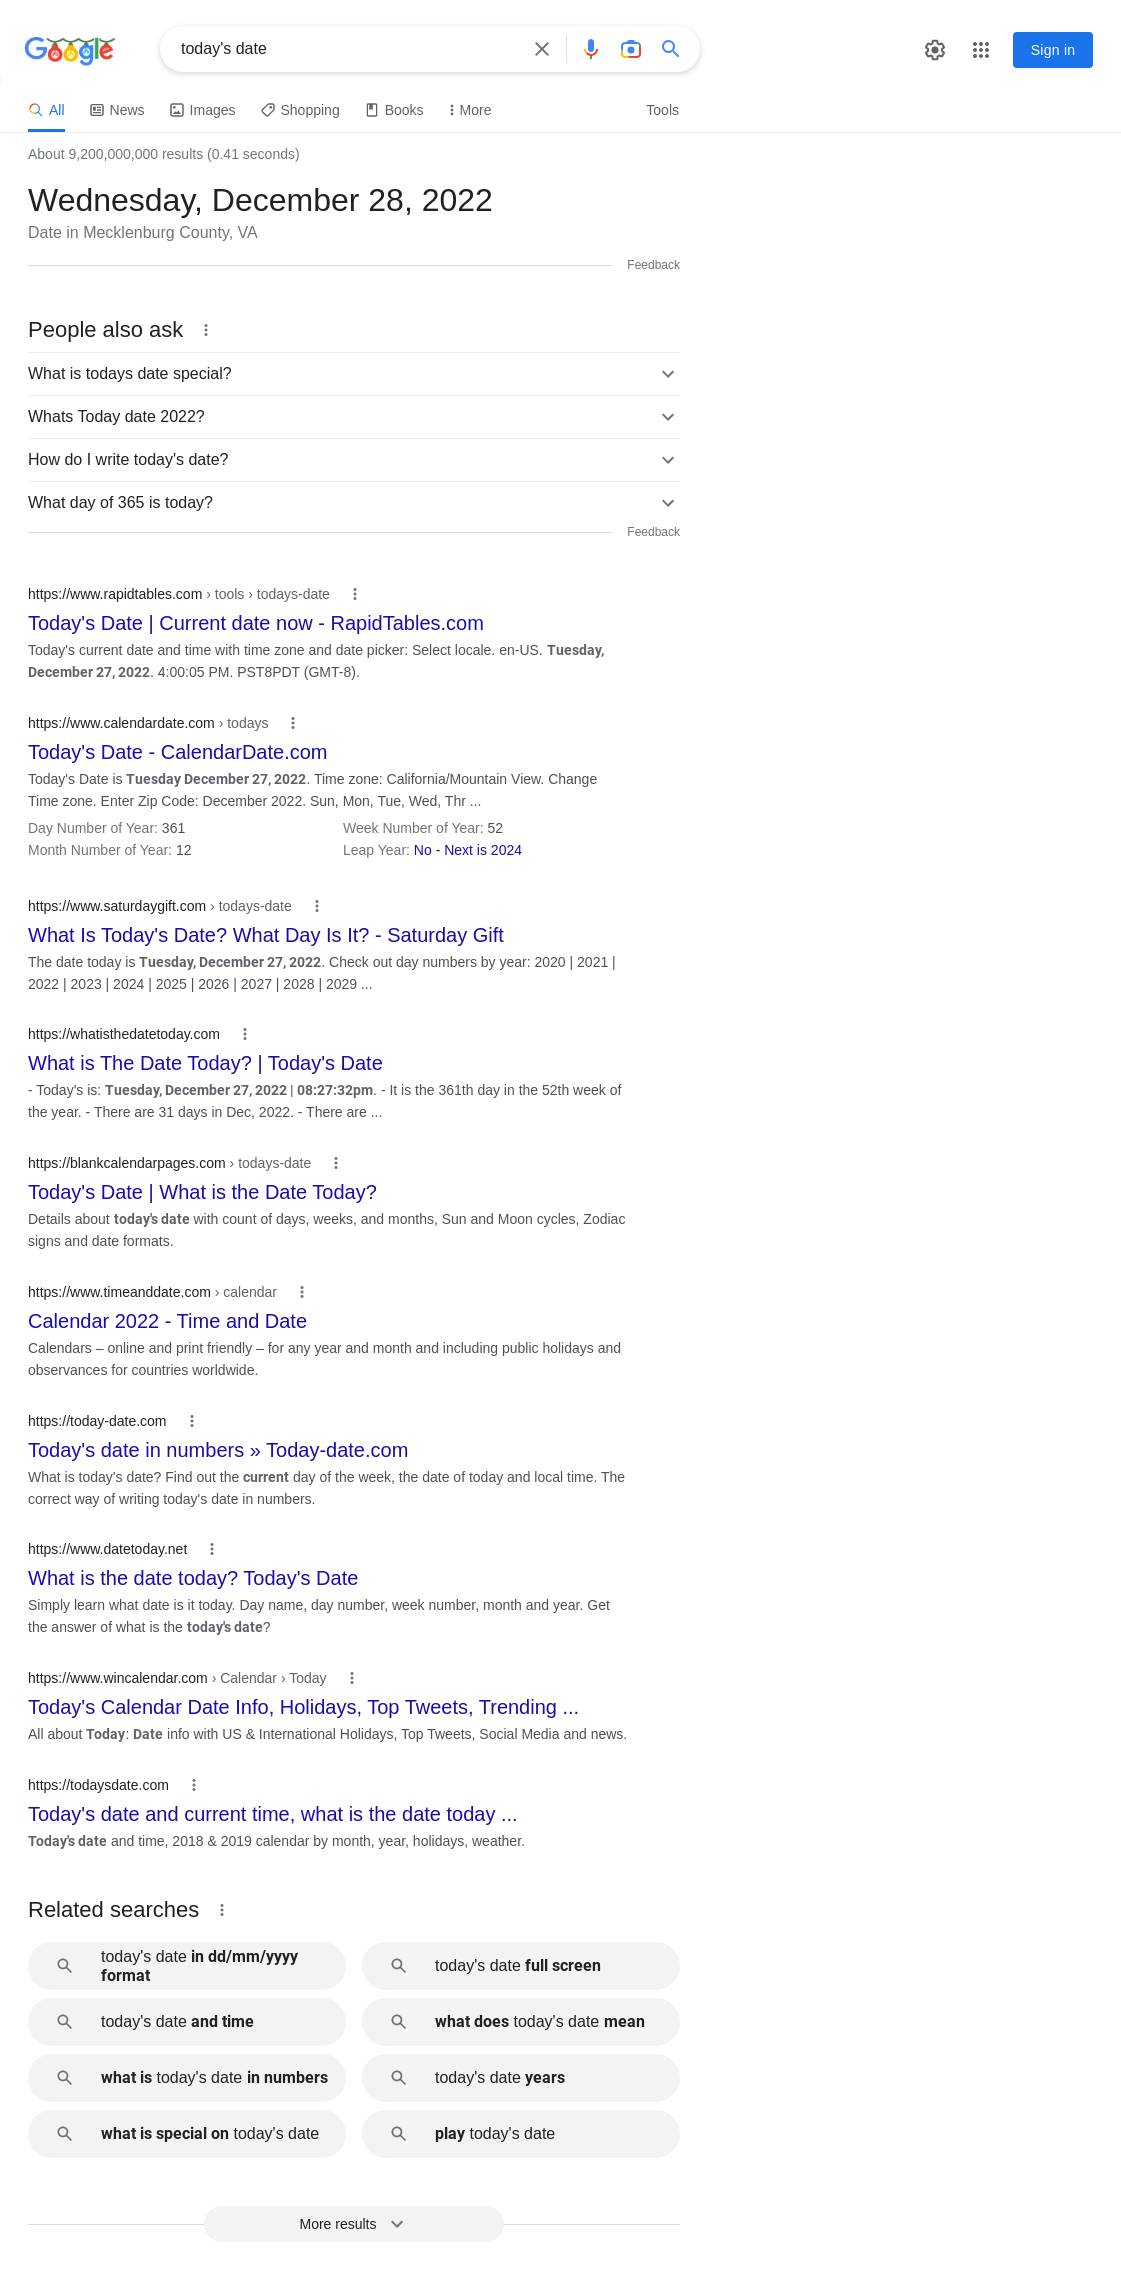 Google
today's date
Sign in
All News Images Shopping Books More Tools
About 9,200,000,000 results (0.41 seconds)
Wednesday, December 28, 2022
Date in Mecklenburg County, VA
Feedback
People also ask
What is todays date special?
Whats Today date 2022?
How do I write today's date?
What day of 365 is today?
Feedback
https://www.rapidtables.com › tools › todays-date
Today's Date | Current date now - RapidTables.com
Today's current date and time with time zone and date picker: Select locale. en-US. Tuesday,
December 27, 2022. 4:00:05 PM. PST8PDT (GMT-8).
https://www.calendardate.com › todays
Today's Date - CalendarDate.com
Today's Date is Tuesday December 27, 2022. Time zone: California/Mountain View. Change
Time zone. Enter Zip Code: December 2022. Sun, Mon, Tue, Wed, Thr ...
Day Number of Year: 361 Week Number of Year: 52
Month Number of Year: 12 Leap Year: No - Next is 2024
https://www.saturdaygift.com › todays-date
What Is Today's Date? What Day Is It? - Saturday Gift
The date today is Tuesday, December 27, 2022. Check out day numbers by year: 2020 | 2021 |
2022 | 2023 | 2024 | 2025 | 2026 | 2027 | 2028 | 2029 ...
https://whatisthedatetoday.com
What is The Date Today? | Today's Date
- Today's is: Tuesday, December 27, 2022 | 08:27:32pm. - It is the 361th day in the 52th week of
the year. - There are 31 days in Dec, 2022. - There are ...
https://blankcalendarpages.com › todays-date
Today's Date | What is the Date Today?
Details about today's date with count of days, weeks, and months, Sun and Moon cycles, Zodiac
signs and date formats.
https://www.timeanddate.com › calendar
Calendar 2022 - Time and Date
Calendars – online and print friendly – for any year and month and including public holidays and
observances for countries worldwide.
https://today-date.com
Today's date in numbers » Today-date.com
What is today's date? Find out the current day of the week, the date of today and local time. The
correct way of writing today's date in numbers.
https://www.datetoday.net
What is the date today? Today's Date
Simply learn what date is it today. Day name, day number, week number, month and year. Get
the answer of what is the today's date?
https://www.wincalendar.com › Calendar › Today
Today's Calendar Date Info, Holidays, Top Tweets, Trending ...
All about Today: Date info with US & International Holidays, Top Tweets, Social Media and news.
https://todaysdate.com
Today's date and current time, what is the date today ...
Today's date and time, 2018 & 2019 calendar by month, year, holidays, weather.
Related searches
today's date in dd/mm/yyyy
format
today's date full screen
today's date and time
what does today's date mean
what is today's date in numbers
today's date years
what is special on today's date
play today's date
More results